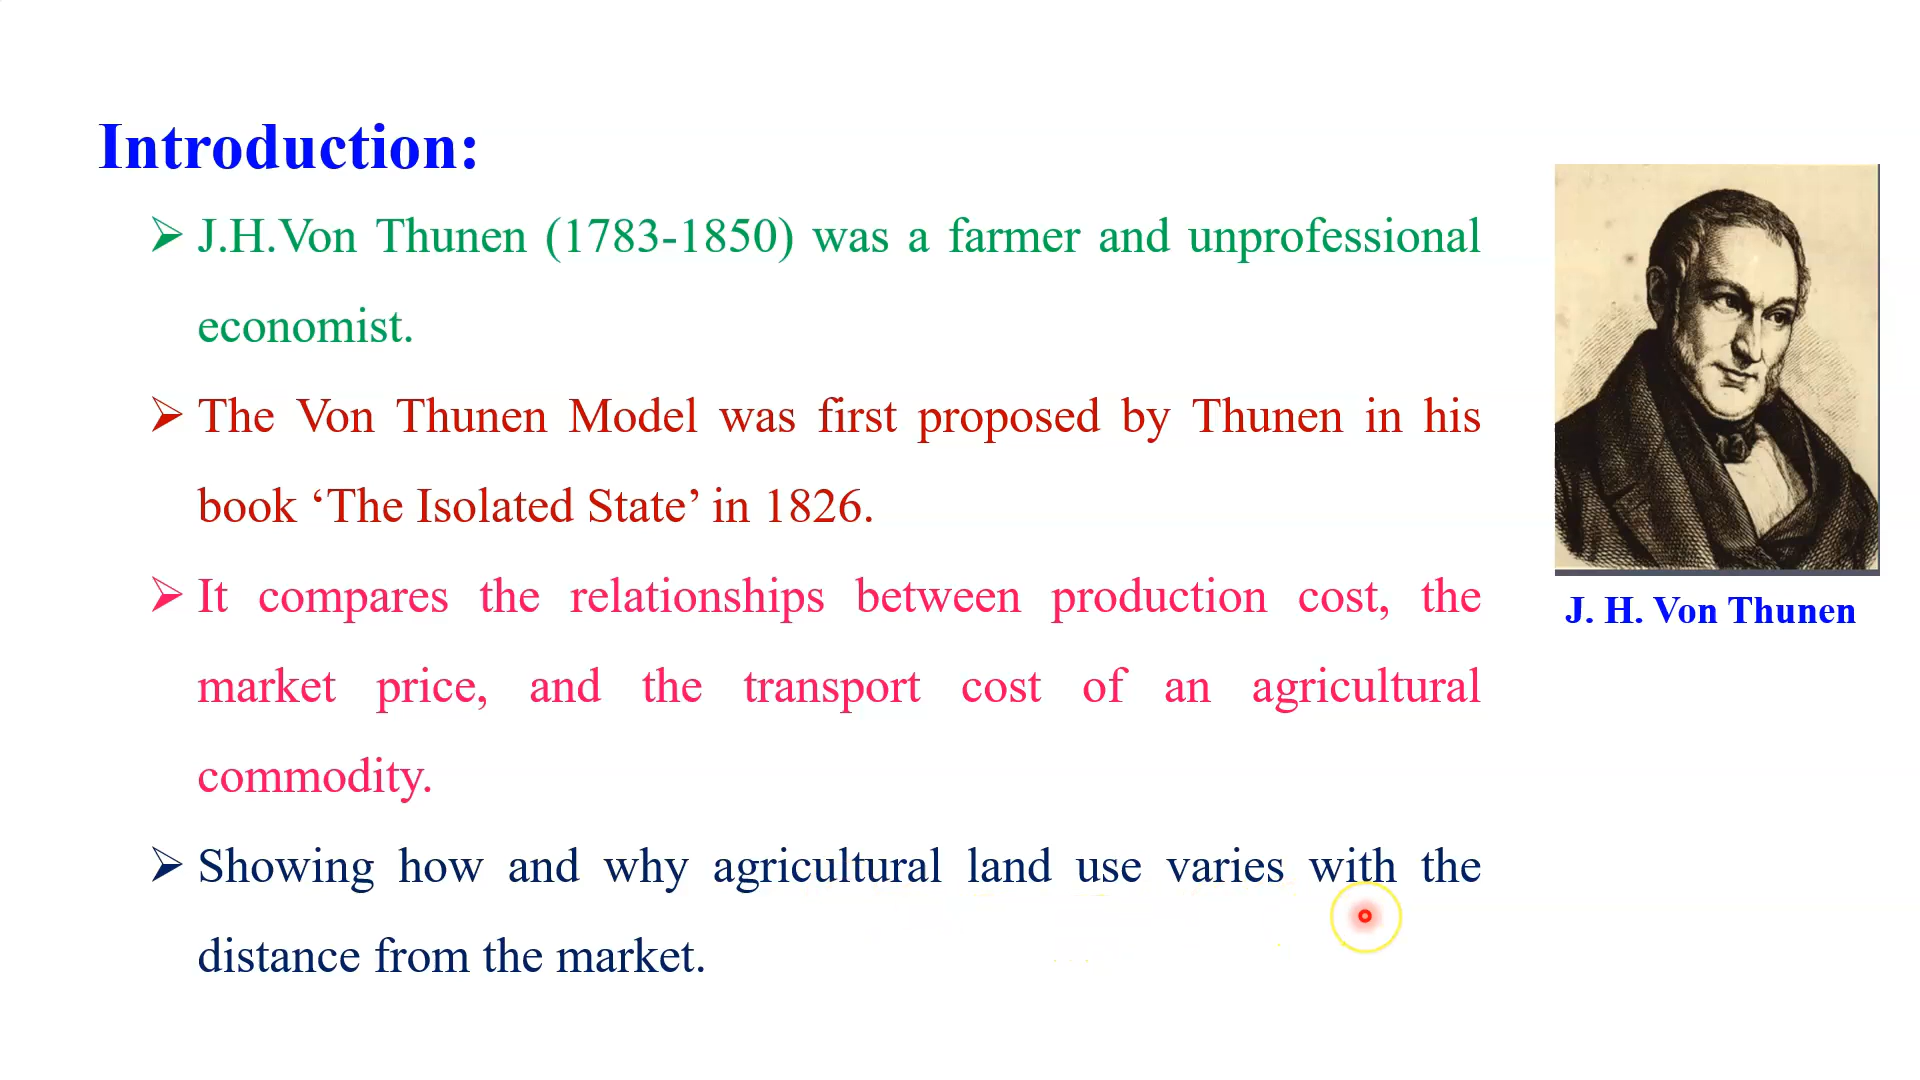 Introduction:
➢ J.H.Von Thunen (1783-1850) was a farmer and unprofessional
economist.
➢ The Von Thunen Model was first proposed by Thunen in his
book ‘The Isolated State’ in 1826.
➢ It compares the relationships between production cost, the
market price, and the transport cost of an agricultural
commodity.
➢ Showing how and why agricultural land use varies with the
distance from the market.
J. H. Von Thunen